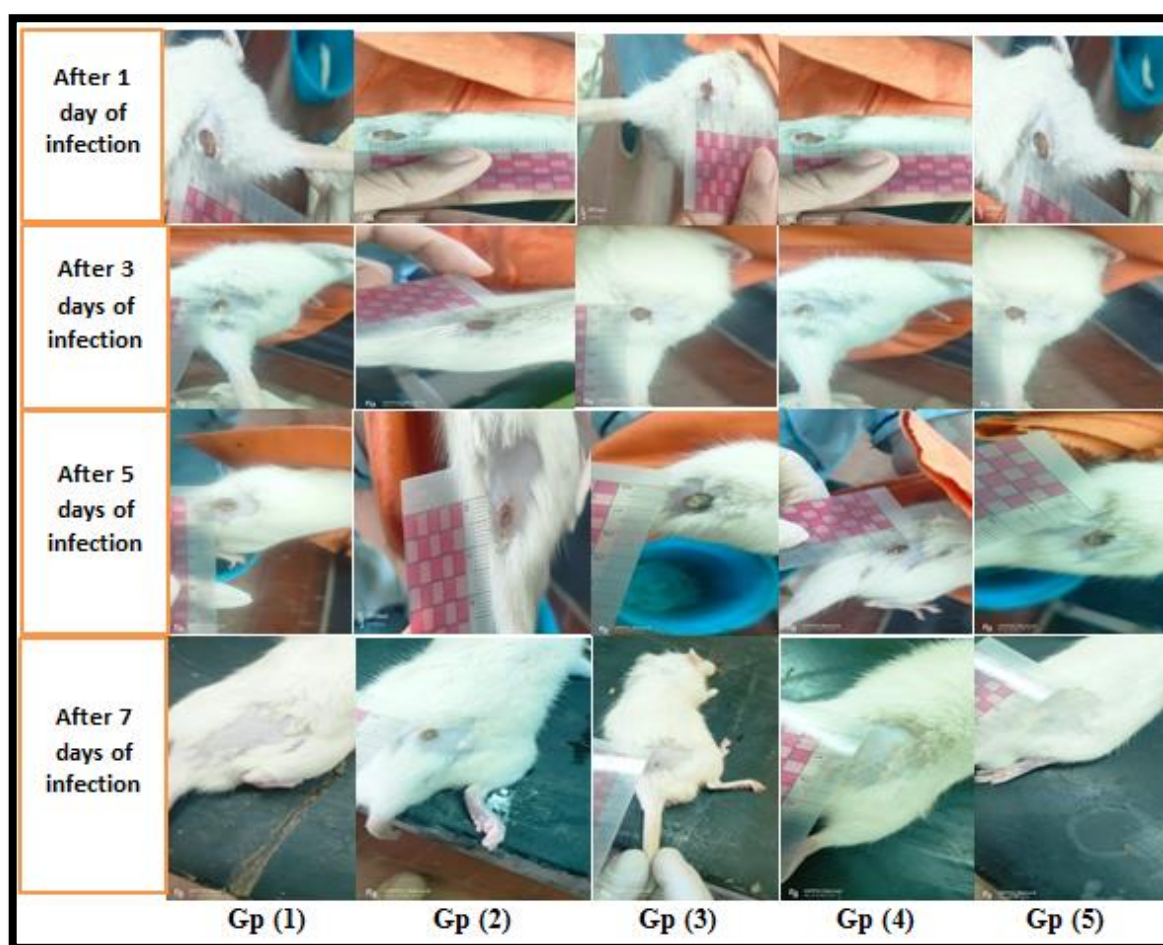 After 1
day of
infection
After 3
days of
infection
After 5
days of
infection
After 7
days of
infection
Gp (1) Gp (2) Gp (3) Gp (4) Gp (5)